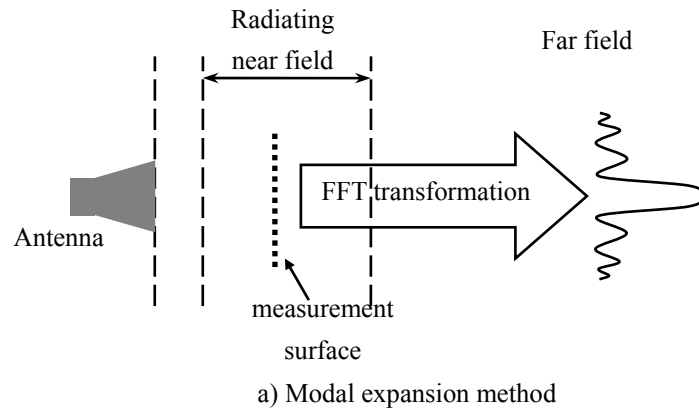 Radiating
near field
Far field
FFT transformation
Antenna
measurement
surface
a) Modal expansion method